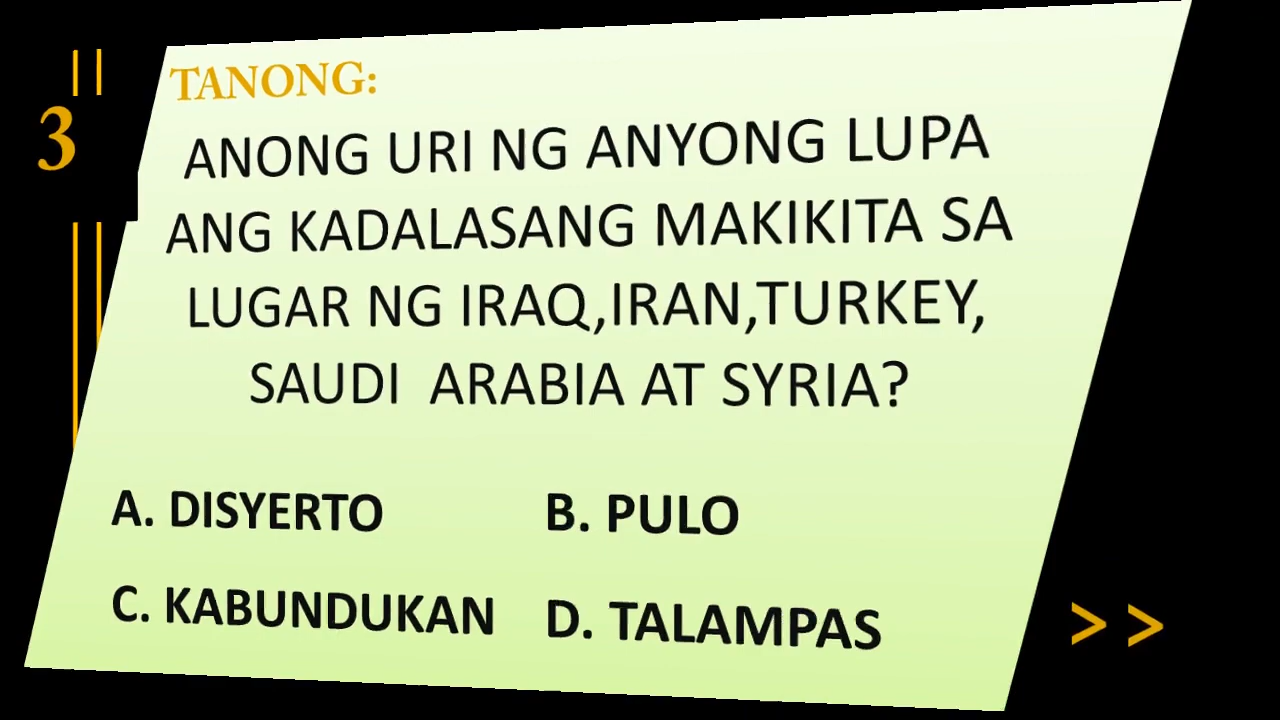 3
TANONG:
ANONG URI NG ANYONG LUPA
ANG KADALASANG MAKIKITA SA
LUGAR NG IRAQ,IRAN,TURKEY,
SAUDI ARABIA AT SYRIA?
A. DISYERTO B. PULO
C. KABUNDUKAN D. TALAMPAS
> >